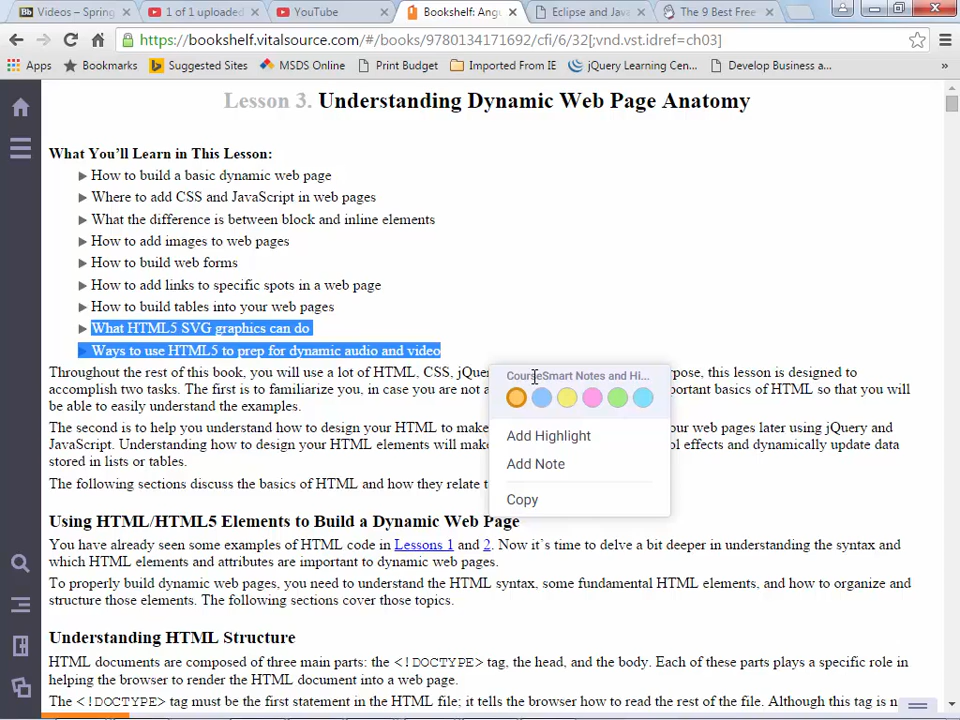 Videos – Spring
1 of 1 uploaded
YouTube
Bookshelf: Angu
Eclipse and Java
The 9 Best Free
https://bookshelf.vitalsource.com/#/books/9780134171692/cfi/6/32[;vnd.vst.idref=ch03]
Apps
Bookmarks
Suggested Sites
MSDS Online
Print Budget
Imported From IE
jQuery Learning Cen...
Develop Business a...
»
Lesson 3. Understanding Dynamic Web Page Anatomy
What You'll Learn in This Lesson:
How to build a basic dynamic web page
Where to add CSS and JavaScript in web pages
What the difference is between block and inline elements
How to add images to web pages
How to build web forms
How to add links to specific spots in a web page
How to build tables into your web pages
What HTML5 SVG graphics can do
Ways to use HTML5 to prep for dynamic audio and video
Throughout the rest of this book, you will use a lot of HTML, CSS, jQue pose, this lesson is designed to
accomplish two tasks. The first is to familiarize you, in case you are not a portant basics of HTML so that you will
be able to easily understand the examples.
The second is to help you understand how to design your HTML to make our web pages later using jQuery and
JavaScript. Understanding how to design your HTML elements will make l effects and dynamically update data
stored in lists or tables.
The following sections discuss the basics of HTML and how they relate t
CourseSmart Notes and Hi...
Add Highlight
Add Note
Copy
Using HTML/HTML5 Elements to Build a Dynamic Web Page
You have already seen some examples of HTML code in Lessons 1 and 2. Now it's time to delve a bit deeper in understanding the syntax and
which HTML elements and attributes are important to dynamic web pages.
To properly build dynamic web pages, you need to understand the HTML syntax, some fundamental HTML elements, and how to organize and
structure those elements. The following sections cover those topics.
Understanding HTML Structure
HTML documents are composed of three main parts: the <!DOCTYPE> tag, the head, and the body. Each of these parts plays a specific role in
helping the browser to render the HTML document into a web page.
The <!DOCTYPE> tag must be the first statement in the HTML file; it tells the browser how to read the rest of the file. Although this tag is n